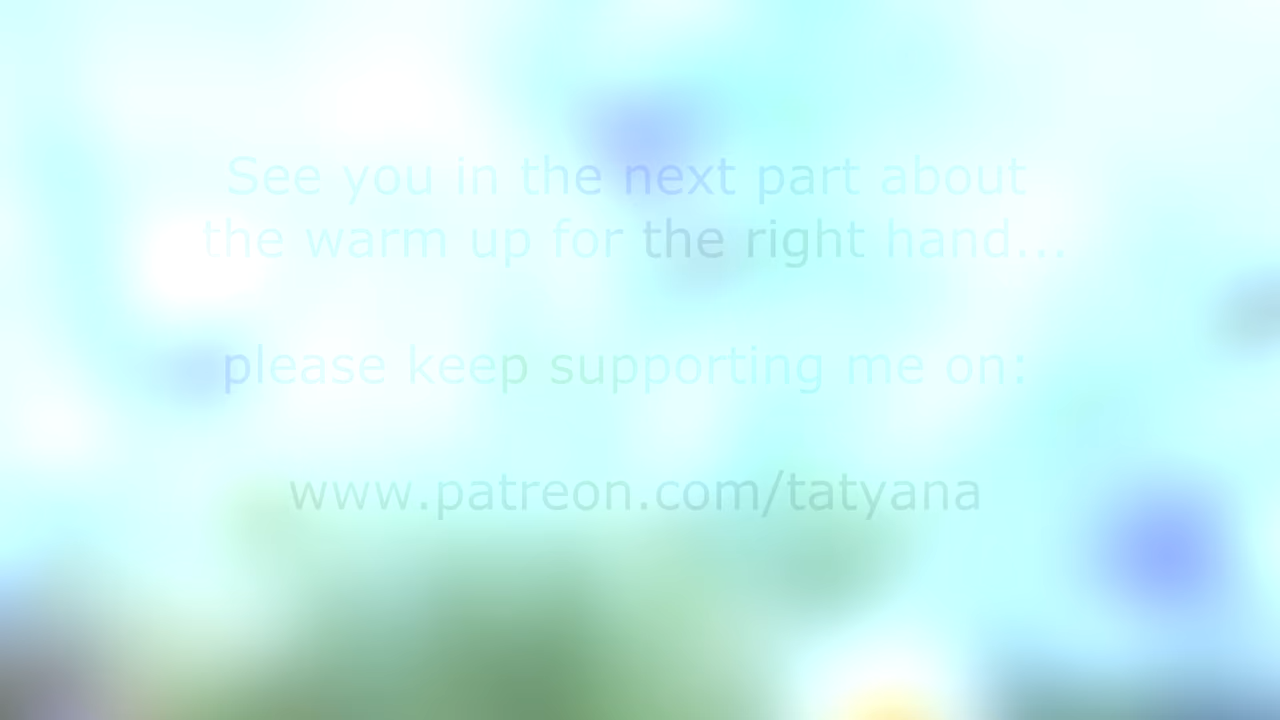 See you in the next part about
the warm up for the right hand...
please keep supporting me on:
www.patreon.com/tatyana